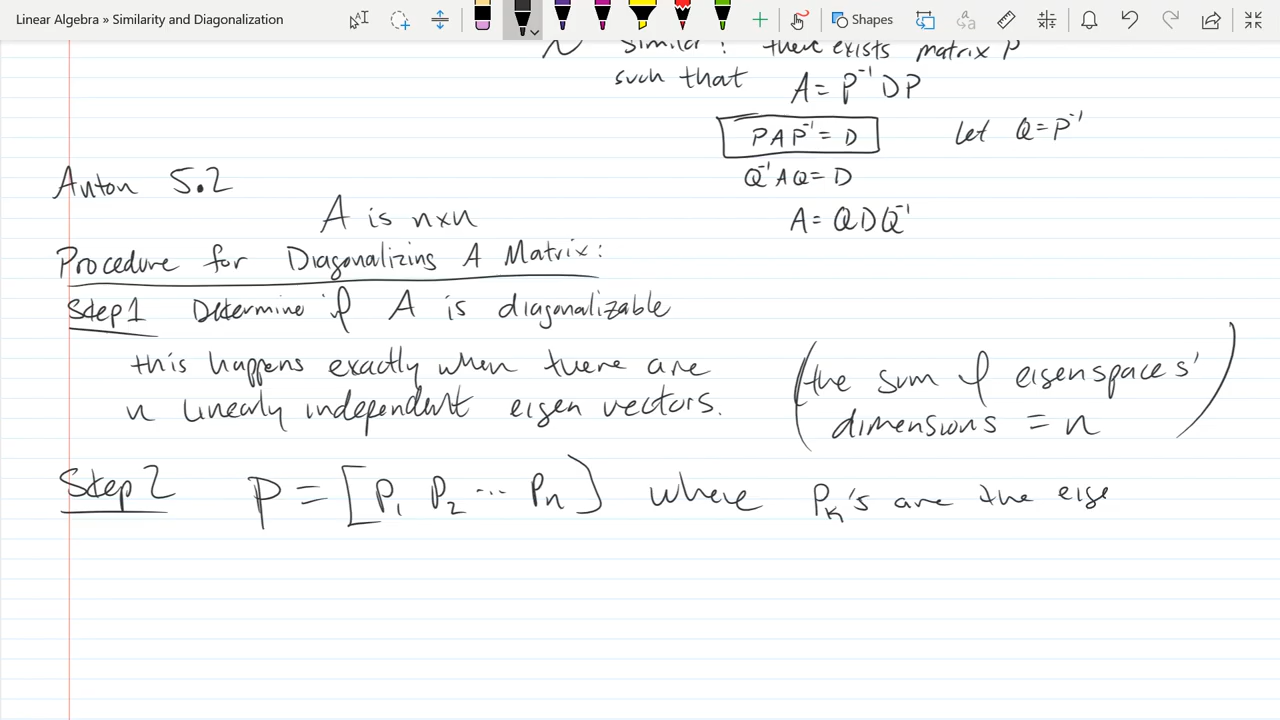 Linear Algebra » Similarity and Diagonalization
Shapes
~ similar: there exists matrix P
such that A = P⁻¹ D P
PAP⁻¹ = D let Q = P⁻¹
Q⁻¹AQ = D
Anton 5.2
A = QDQ⁻¹
A is n×n
Procedure for Diagonalizing A Matrix:
Step 1 Determine if A is diagonalizable
this happens exactly when there are
n linearly independent eigen vectors.
(the sum of eigenspaces'
dimensions = n)
Step 2 P = [P₁ P₂ ... Pₙ] where Pₖ's are the eige